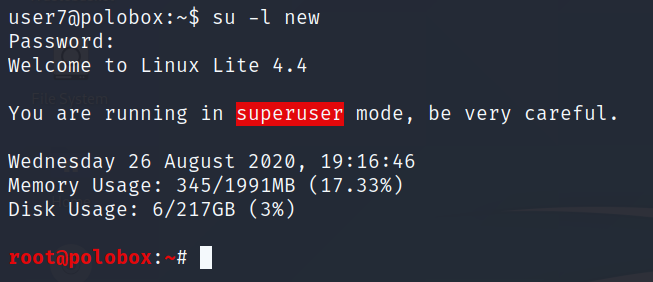 user7@polobox:~$ su -l new
Password:
Welcome to Linux Lite 4.4
You are running in superuser mode, be very careful.
Wednesday 26 August 2020, 19:16:46
Memory Usage: 345/1991MB (17.33%)
Disk Usage: 6/217GB (3%)
root@polobox:~#
File System